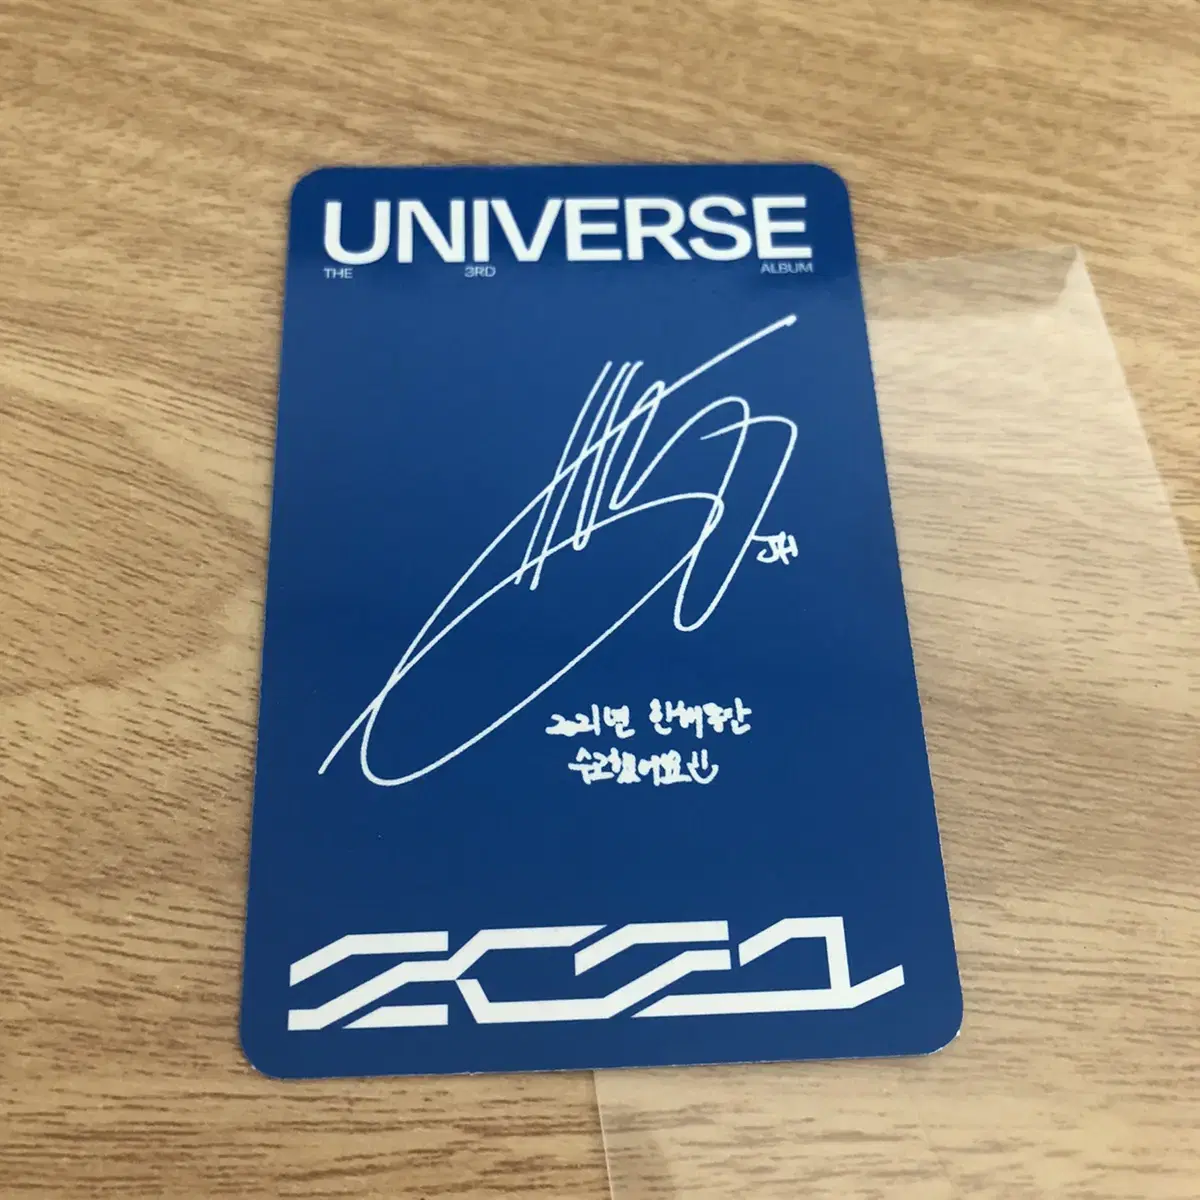 UNIVERSE
THE 3RD ALBUM
JH
2021년 한해동안
수고했어요
2021